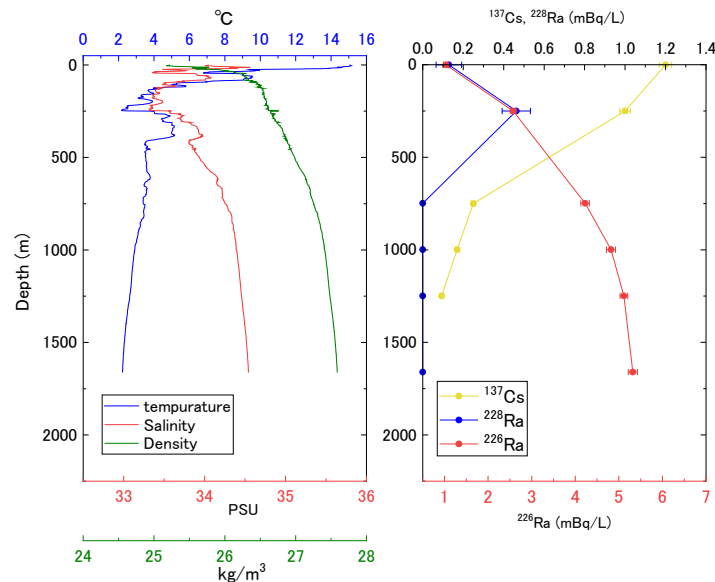 °C
0 2 4 6 8 10 12 14 16
0
500
1000
1500
2000
Depth (m)
tempurature
Salinity
Density
33 34 35 36
PSU
24 25 26 27 28
kg/m³
¹³⁷Cs, ²²⁸Ra (mBq/L)
0.0 0.2 0.4 0.6 0.8 1.0 1.2 1.4
0
500
1000
1500
2000
¹³⁷Cs
²²⁸Ra
²²⁶Ra
1 2 3 4 5 6 7
²²⁶Ra (mBq/L)